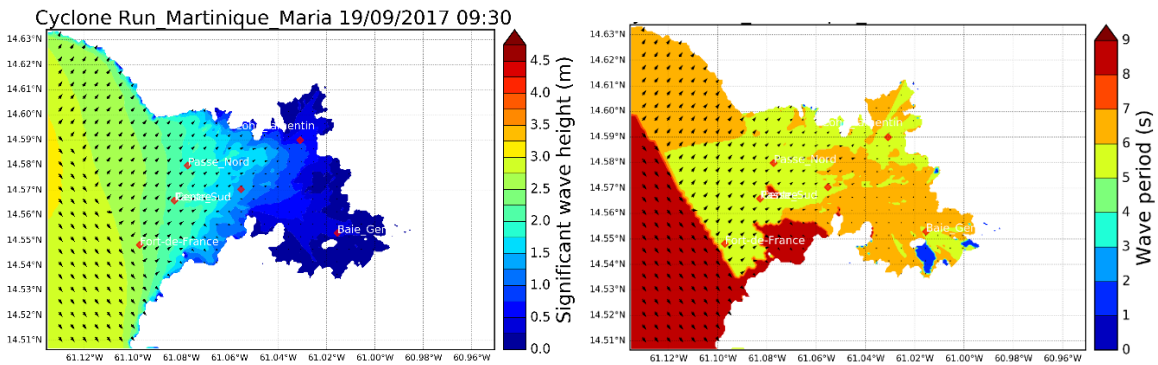 Cyclone Run_Martinique_Maria 19/09/2017 09:30
14.63°N
14.62°N
14.61°N
14.60°N
14.59°N
14.58°N
14.57°N
14.56°N
14.55°N
14.54°N
14.53°N
14.52°N
14.51°N
61.12°W 61.10°W 61.08°W 61.06°W 61.04°W 61.02°W 61.00°W 60.98°W 60.96°W
Passe_Nord
Sud
Fort-de-France
Baie_Ger
4.5
4.0
3.5
3.0
2.5
2.0
1.5
1.0
0.5
0.0
Significant wave height (m)
14.63°N
14.62°N
14.61°N
14.60°N
14.59°N
14.58°N
14.57°N
14.56°N
14.55°N
14.54°N
14.53°N
14.52°N
14.51°N
61.12°W 61.10°W 61.08°W 61.06°W 61.04°W 61.02°W 61.00°W 60.98°W 60.96°W
Passe_Nord
Sud
Fort-de-France
Baie_Ger
9
8
7
6
5
4
3
2
1
0
Wave period (s)